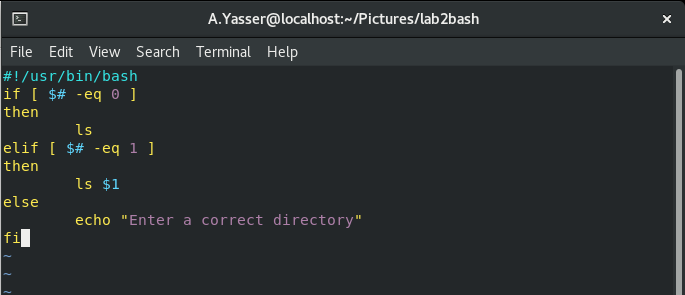 A.Yasser@localhost:~/Pictures/lab2bash
File Edit View Search Terminal Help
#!/usr/bin/bash
if [ $# -eq 0 ]
then
        ls
elif [ $# -eq 1 ]
then
        ls $1
else
        echo "Enter a correct directory"
fi
~
~
~